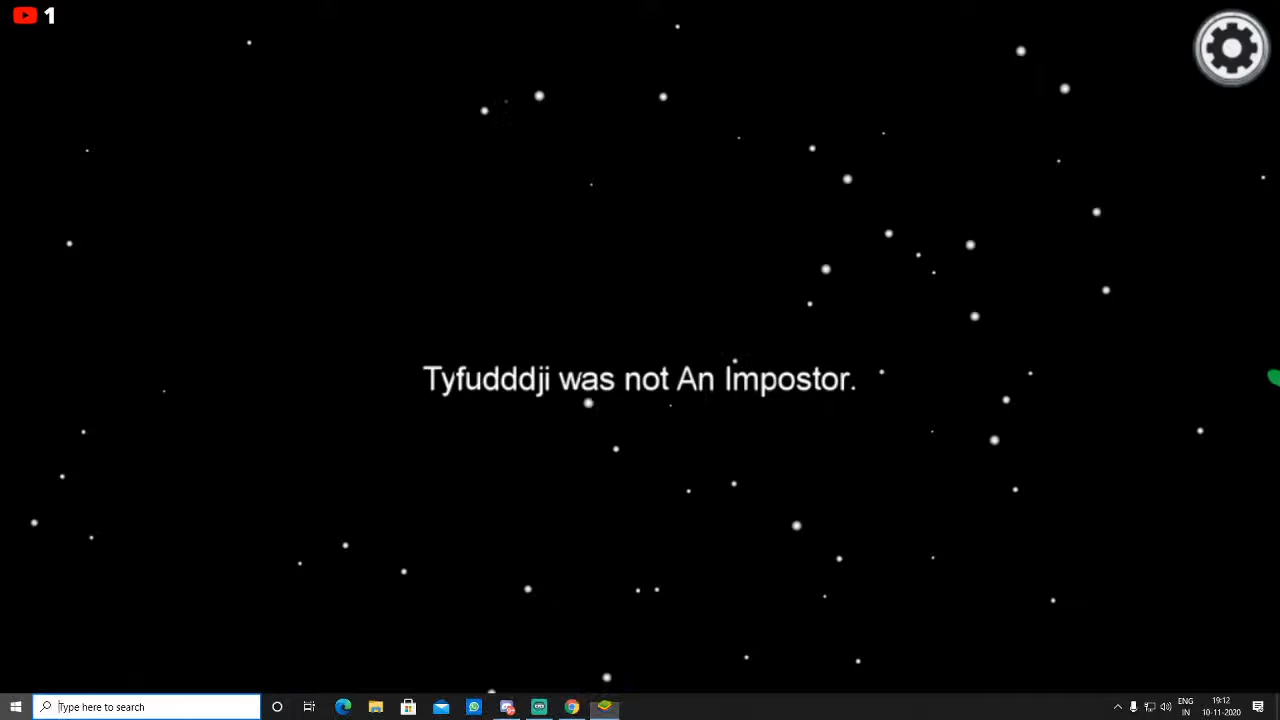 1
Tyfudddji was not An Impostor.
Type here to search
ENG
IN
19:12
10-11-2020